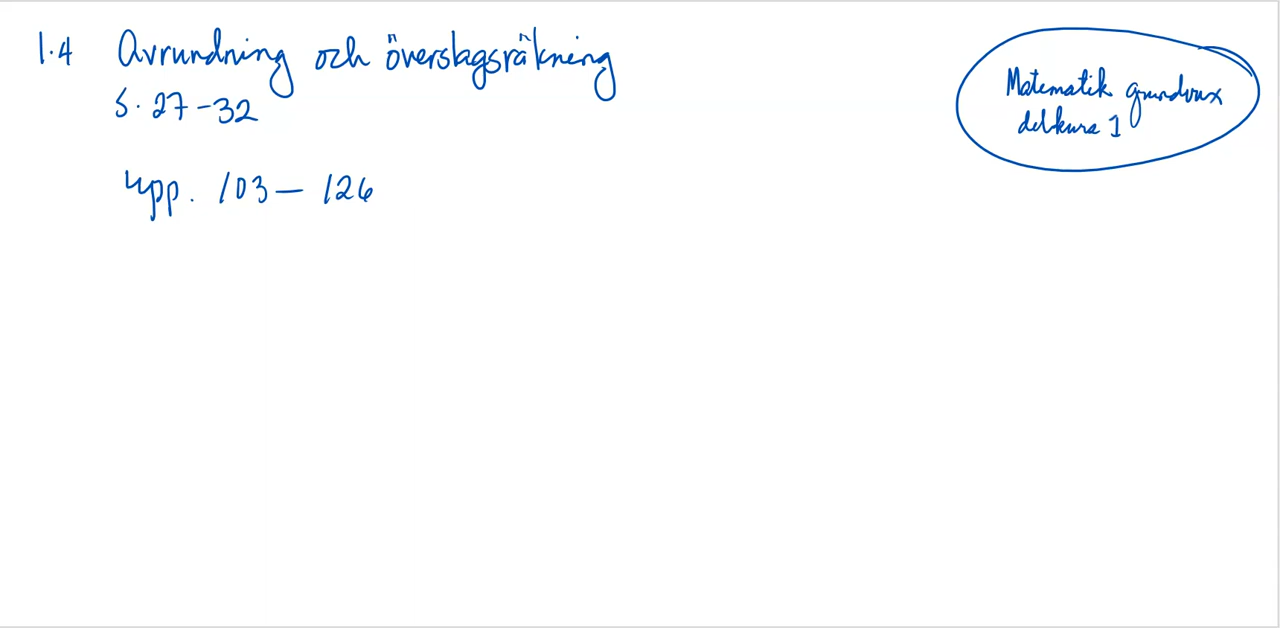 1.4 Avrundning och överslagsräkning
s. 27-32
Matematik grundvux
delkurs 1
upp. 103 - 126